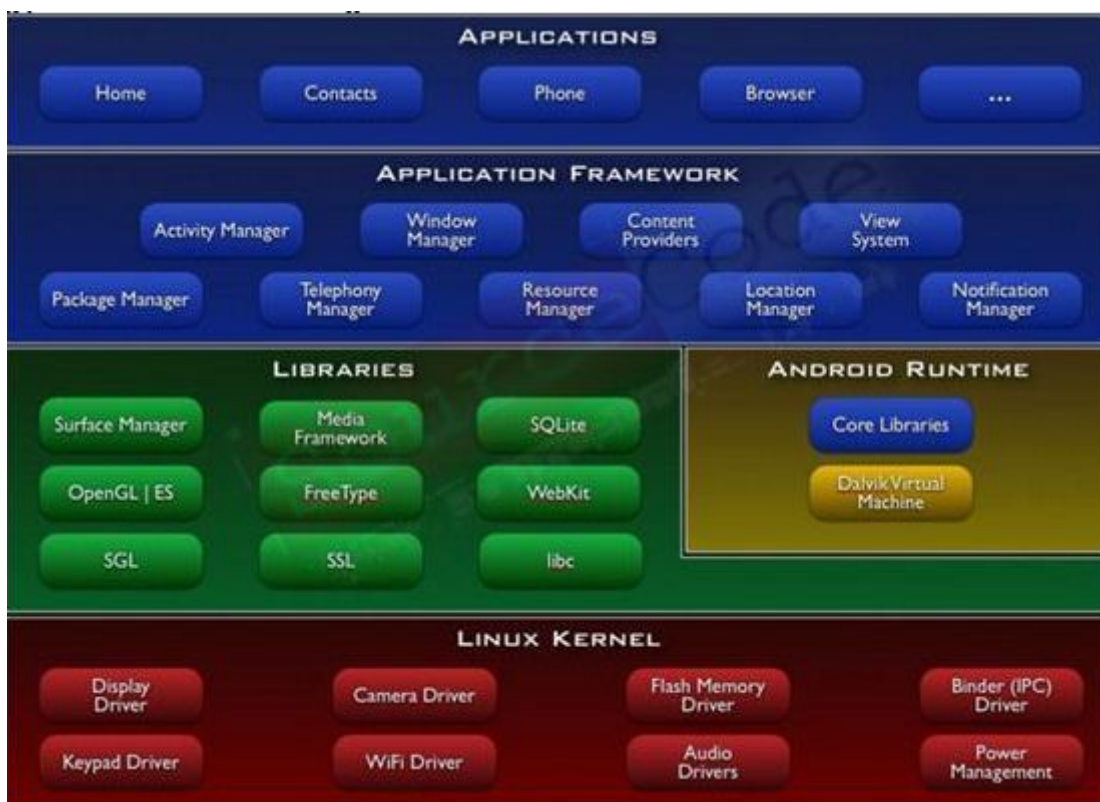 APPLICATIONS
Home
Contacts
Phone
Browser
...
APPLICATION FRAMEWORK
Activity Manager
Window
Manager
Content
Providers
View
System
Package Manager
Telephony
Manager
Resource
Manager
Location
Manager
Notification
Manager
LIBRARIES
Surface Manager
Media
Framework
SQLite
OpenGL | ES
FreeType
WebKit
SGL
SSL
libc
ANDROID RUNTIME
Core Libraries
Dalvik Virtual
Machine
LINUX KERNEL
Display
Driver
Camera Driver
Flash Memory
Driver
Binder (IPC)
Driver
Keypad Driver
WiFi Driver
Audio
Drivers
Power
Management